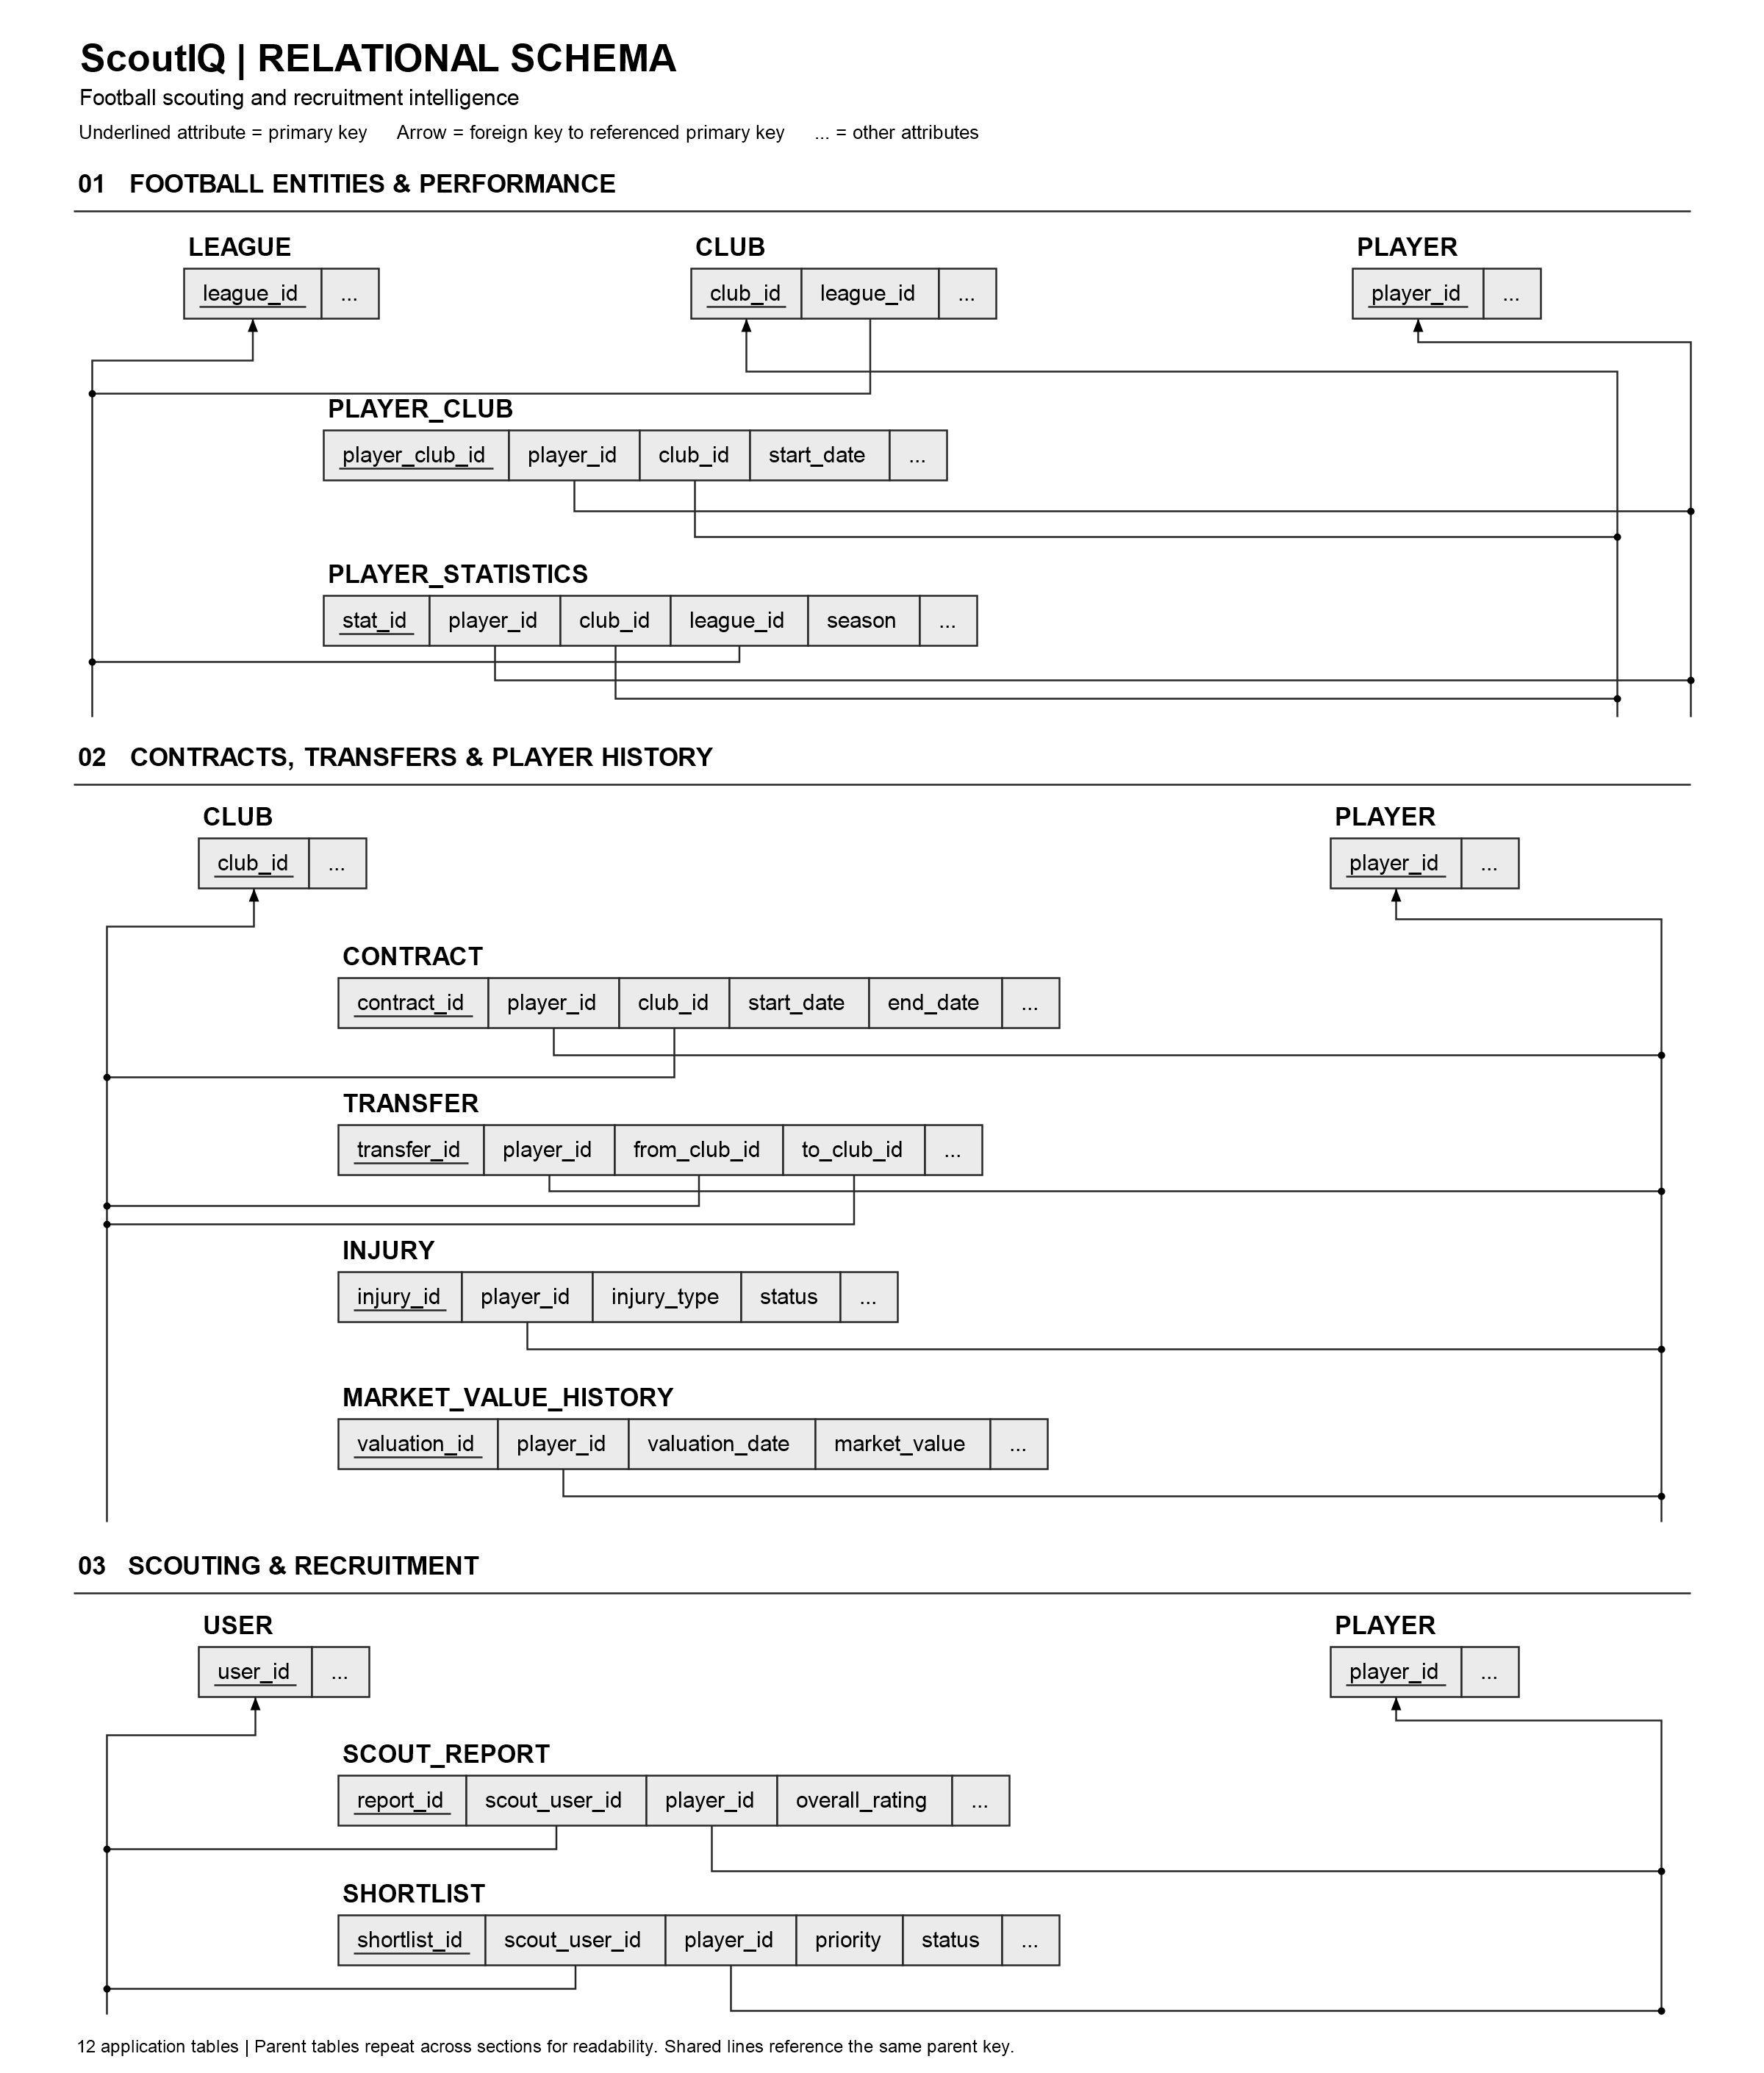 ScoutIQ | RELATIONAL SCHEMA
Football scouting and recruitment intelligence
Underlined attribute = primary key Arrow = foreign key to referenced primary key ... = other attributes
01 FOOTBALL ENTITIES & PERFORMANCE
LEAGUE CLUB PLAYER
league_id ... club_id league_id ... player_id ...
PLAYER_CLUB
player_club_id player_id club_id start_date ...
PLAYER_STATISTICS
stat_id player_id club_id league_id season ...
02 CONTRACTS, TRANSFERS & PLAYER HISTORY
CLUB PLAYER
club_id ... player_id ...
CONTRACT
contract_id player_id club_id start_date end_date ...
TRANSFER
transfer_id player_id from_club_id to_club_id ...
INJURY
injury_id player_id injury_type status ...
MARKET_VALUE_HISTORY
valuation_id player_id valuation_date market_value ...
03 SCOUTING & RECRUITMENT
USER PLAYER
user_id ... player_id ...
SCOUT_REPORT
report_id scout_user_id player_id overall_rating ...
SHORTLIST
shortlist_id scout_user_id player_id priority status ...
12 application tables | Parent tables repeat across sections for readability. Shared lines reference the same parent key.